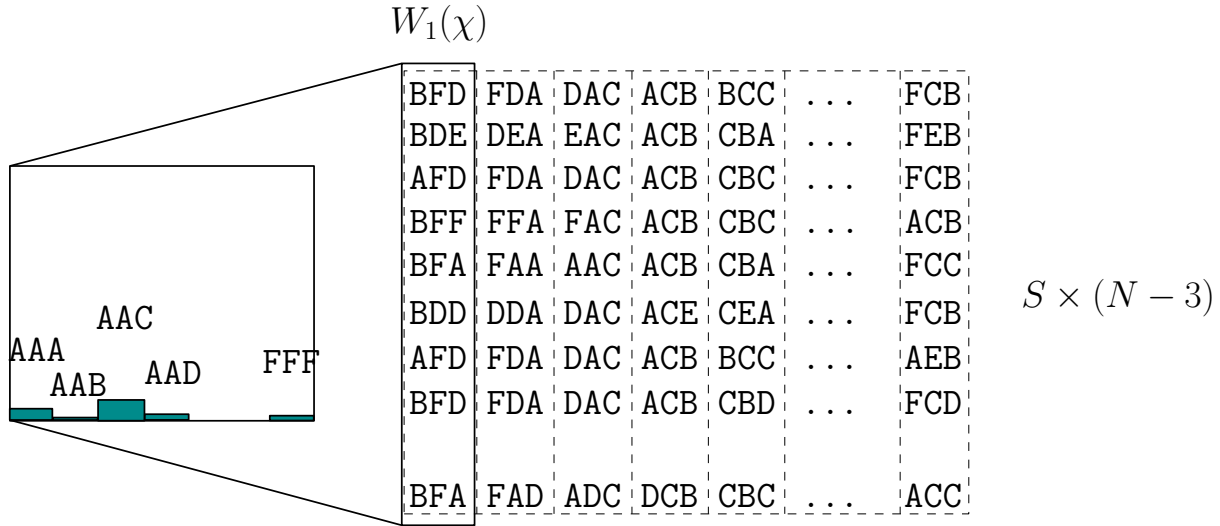 W₁(χ)
BFD FDA DAC ACB BCC ... FCB
BDE DEA EAC ACB CBA ... FEB
AFD FDA DAC ACB CBC ... FCB
BFF FFA FAC ACB CBC ... ACB
BFA FAA AAC ACB CBA ... FCC
BDD DDA DAC ACE CEA ... FCB
AFD FDA DAC ACB BCC ... AEB
BFD FDA DAC ACB CBD ... FCD
BFA FAD ADC DCB CBC ... ACC
AAA
AAB
AAC
AAD
FFF
S × (N − 3)